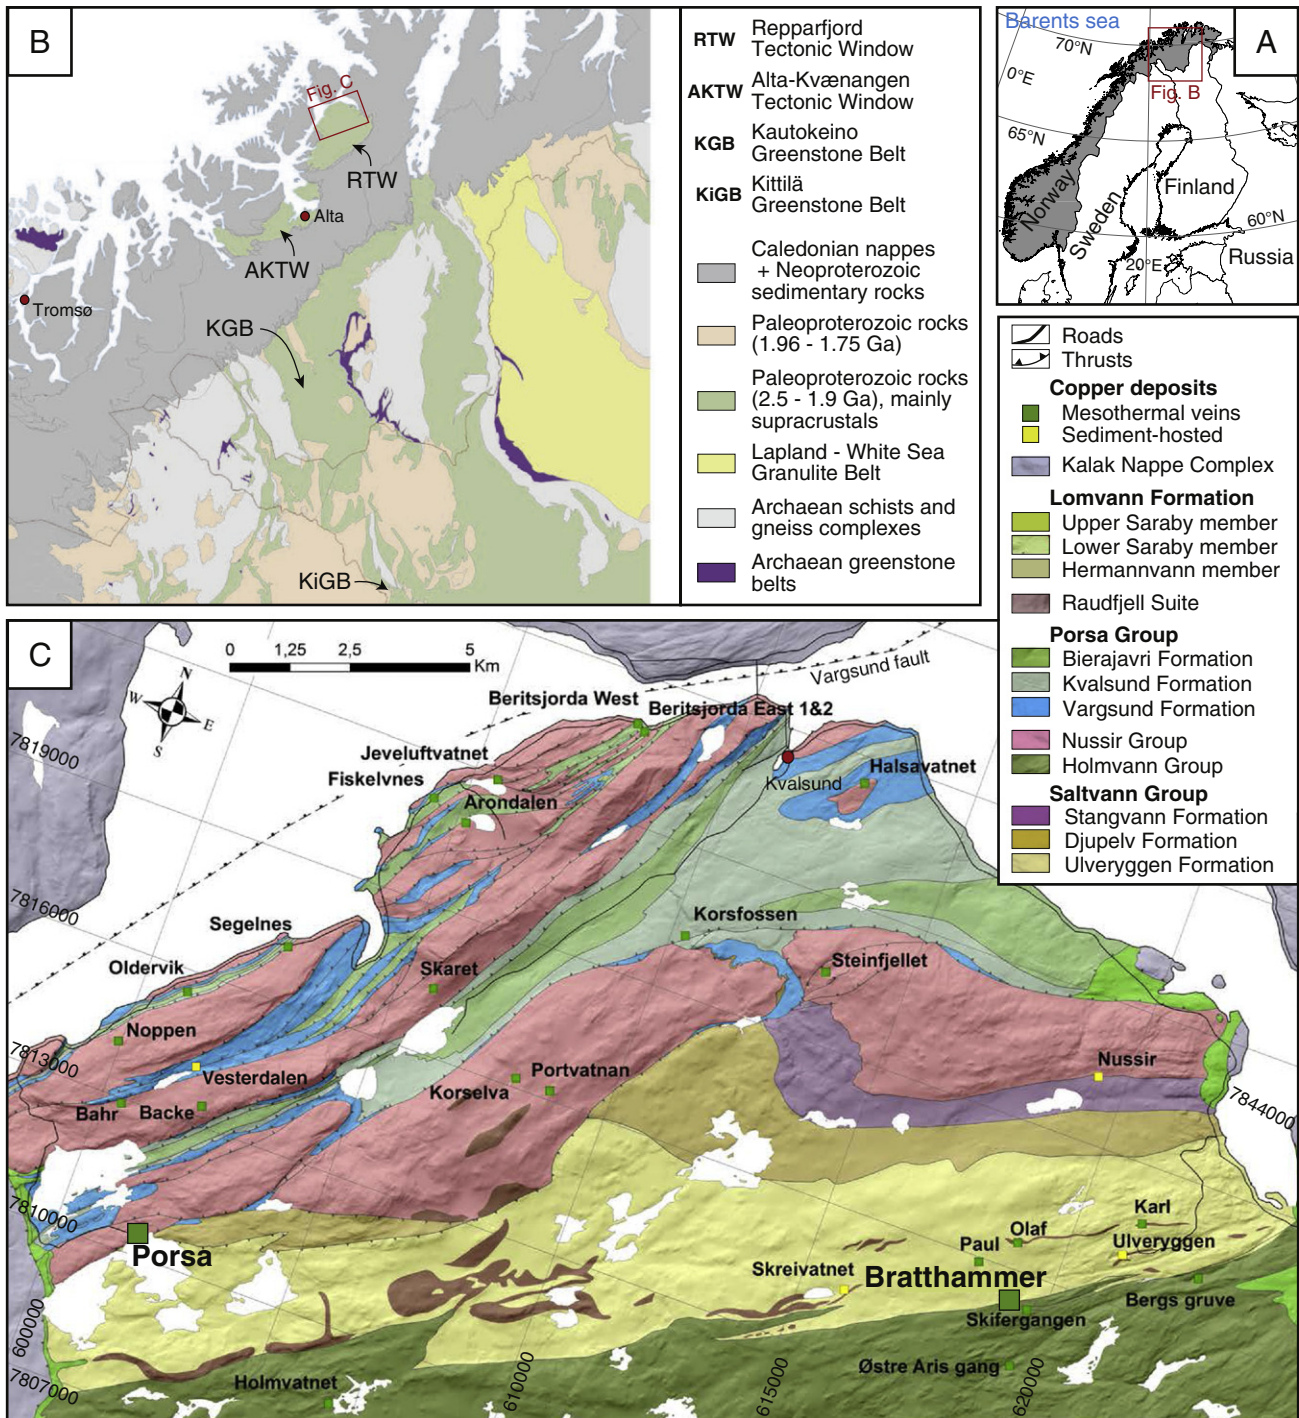 B
Fig. C
RTW
Alta
AKTW
Tromsø
KGB
KiGB
RTW Repparfjord
Tectonic Window
AKTW Alta-Kvænangen
Tectonic Window
KGB Kautokeino
Greenstone Belt
KiGB Kittilä
Greenstone Belt
Caledonian nappes
+ Neoproterozoic
sedimentary rocks
Paleoproterozoic rocks
(1.96 - 1.75 Ga)
Paleoproterozoic rocks
(2.5 - 1.9 Ga), mainly
supracrustals
Lapland - White Sea
Granulite Belt
Archaean schists and
gneiss complexes
Archaean greenstone
belts
A
Barents sea
70°N
0°E
Fig. B
65°N
Norway
Sweden
Finland
60°N
20°E
Russia
Roads
Thrusts
Copper deposits
Mesothermal veins
Sediment-hosted
Kalak Nappe Complex
Lomvann Formation
Upper Saraby member
Lower Saraby member
Hermannvann member
Raudfjell Suite
Porsa Group
Bierajavri Formation
Kvalsund Formation
Vargsund Formation
Nussir Group
Holmvann Group
Saltvann Group
Stangvann Formation
Djupelv Formation
Ulveryggen Formation
C
0 1,25 2,5 5
Km
N
W
E
S
Vargsund fault
Beritsjorda West
Beritsjorda East 1&2
7819000
Jeveluftvatnet
Fiskelvnes
Kvalsund
Halsavatnet
Arondalen
7816000
Segelnes
Korsfossen
Oldervik
Skaret
Steinfjellet
Noppen
7813000
Vesterdalen
Nussir
Portvatnan
Korselva
Bahr
Backe
7844000
7810000
Karl
Olaf
Porsa
Paul
Ulveryggen
Skreivatnet
Bratthammer
Bergs gruve
Skifergangen
600000
Østre Aris gang
7807000
Holmvatnet
610000
615000
620000